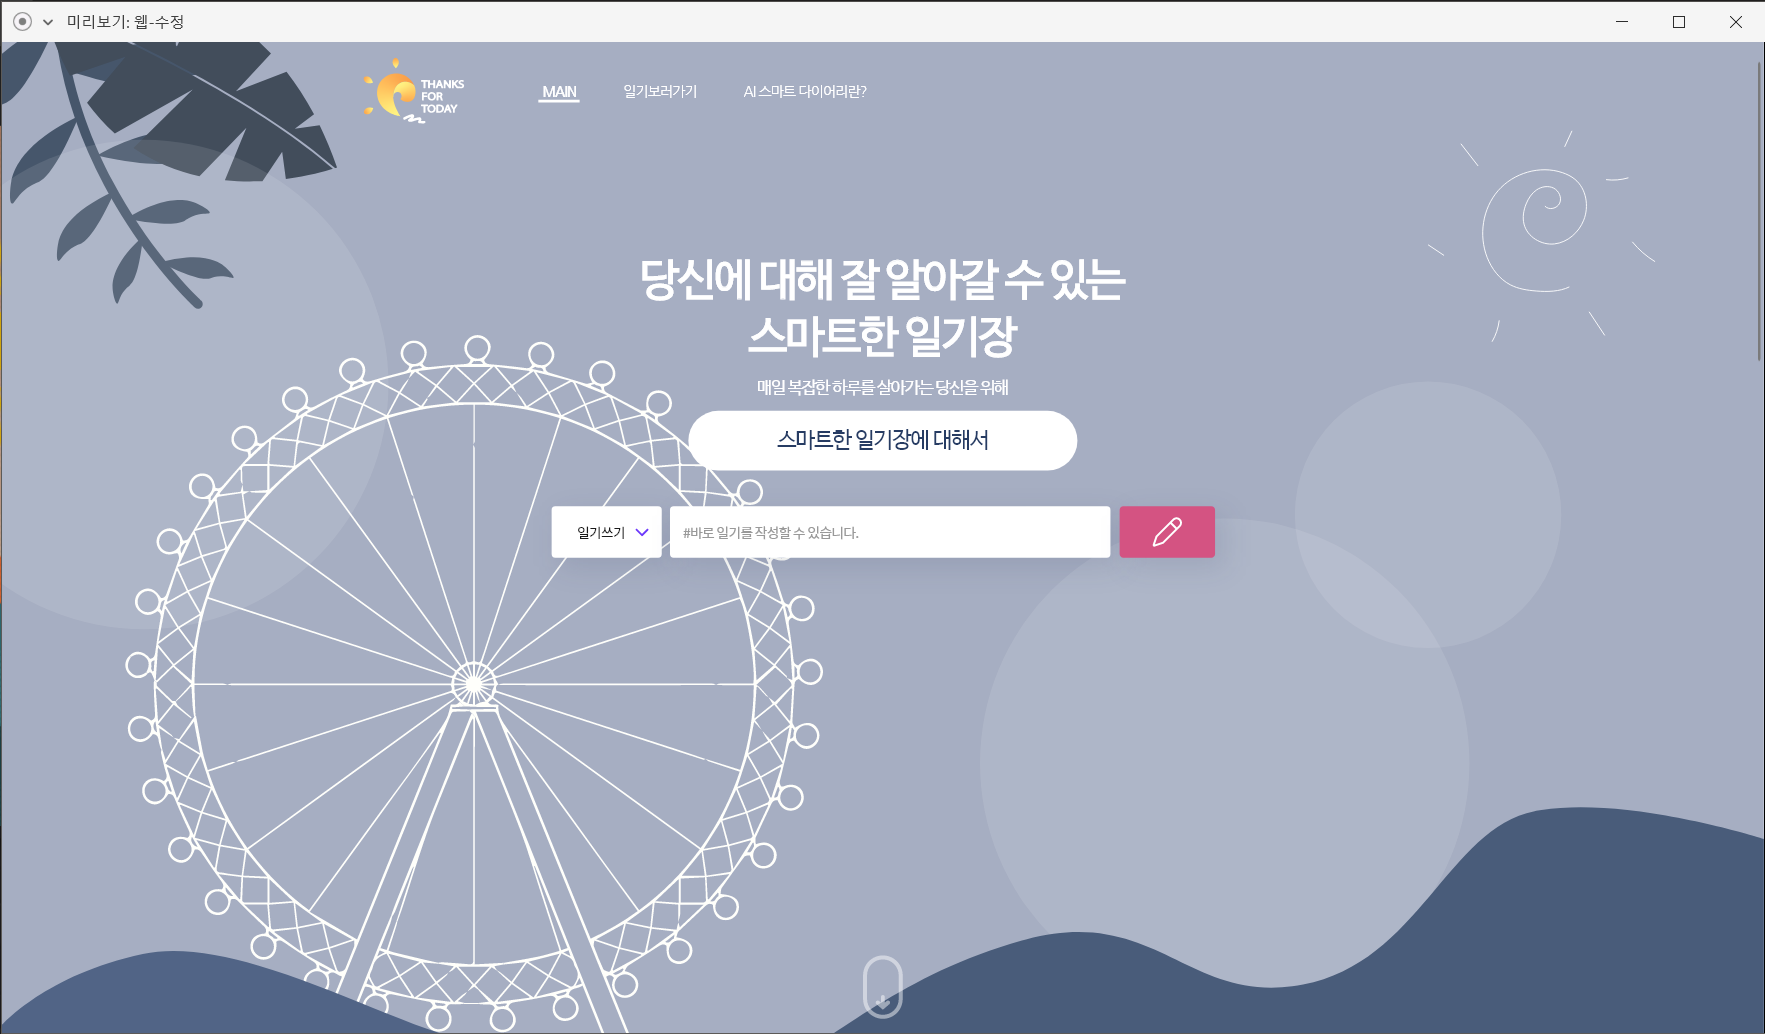 미리보기: 웹-수정
THANKS
FOR
TODAY
MAIN 일기보러가기 AI 스마트 다이어리란?
당신에 대해 잘 알아갈 수 있는
스마트한 일기장
매일 복잡한 하루를 살아가는 당신을 위해
스마트한 일기장에 대해서
일기쓰기 #바로 일기를 작성할 수 있습니다.